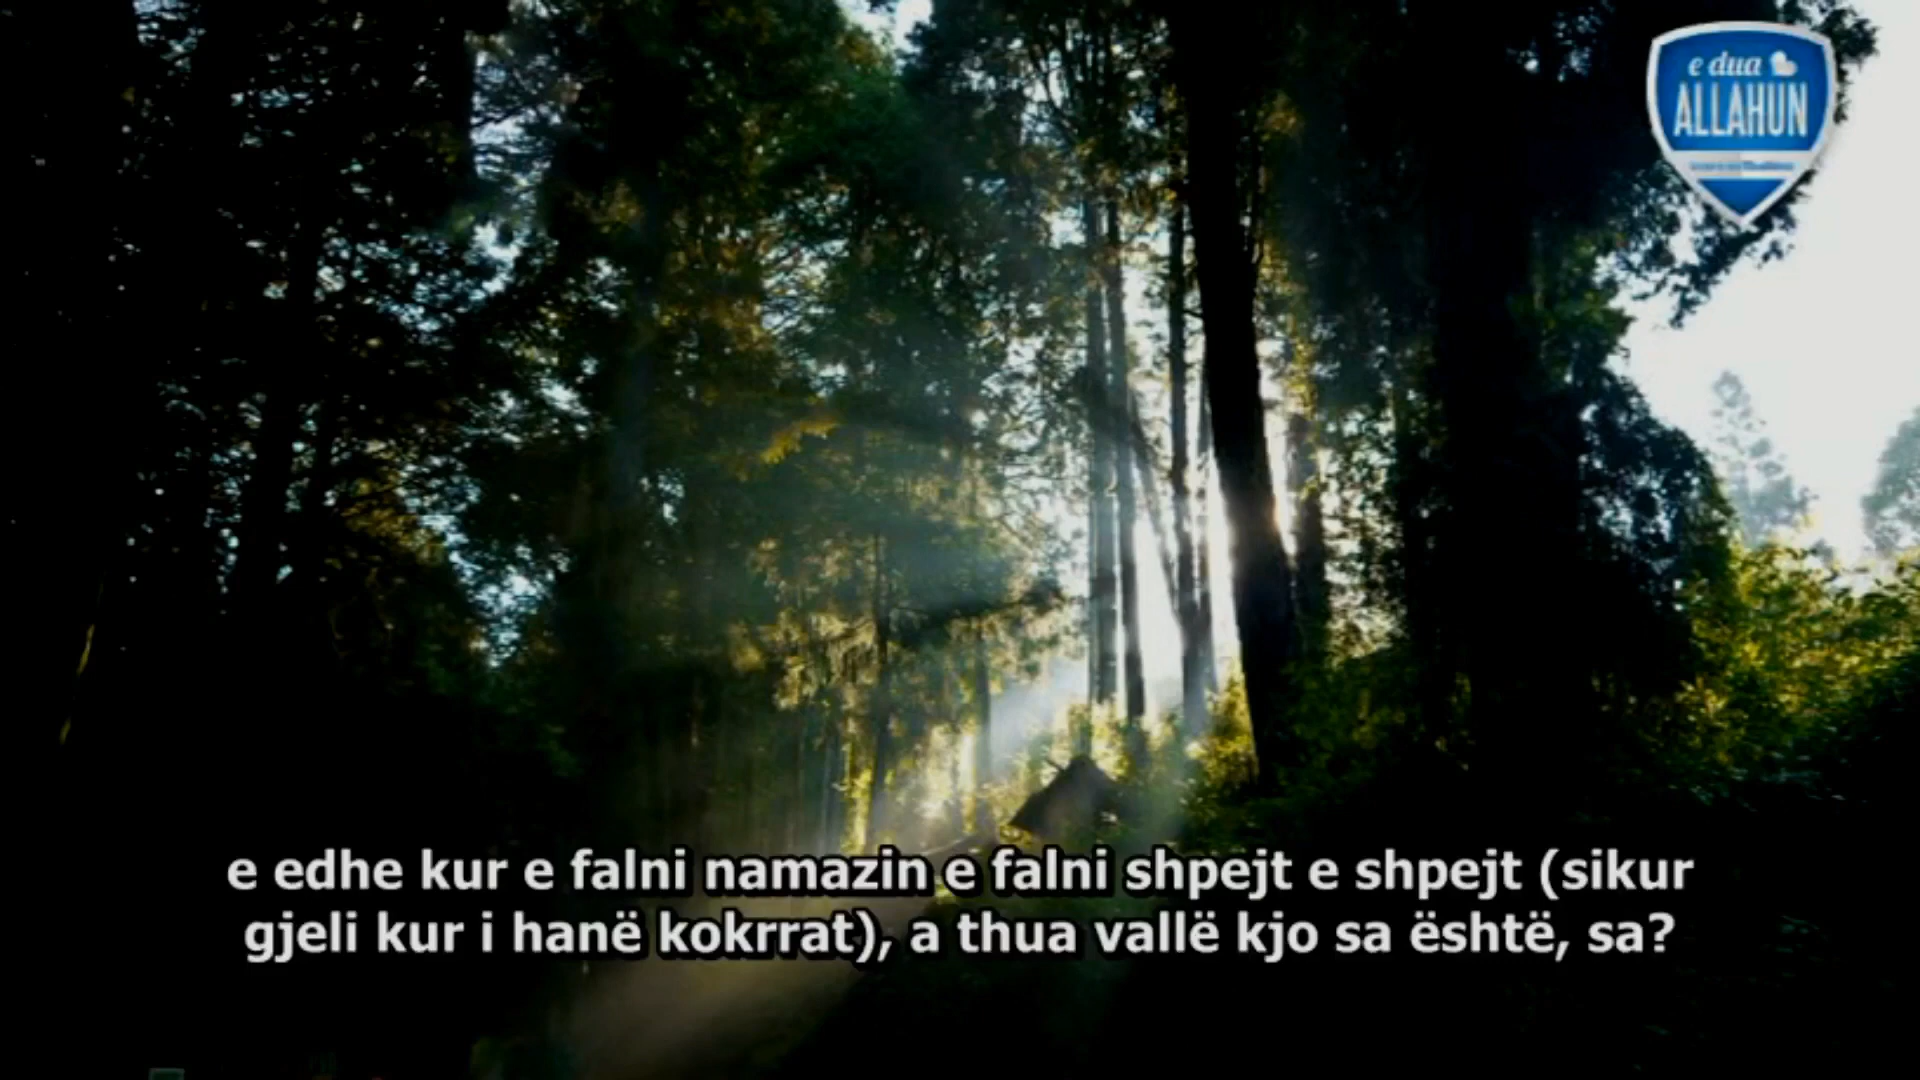 e dua
ALLAHUN
e edhe kur e falni namazin e falni shpejt e shpejt (sikur
gjeli kur i hanë kokrrat), a thua vallë kjo sa është, sa?